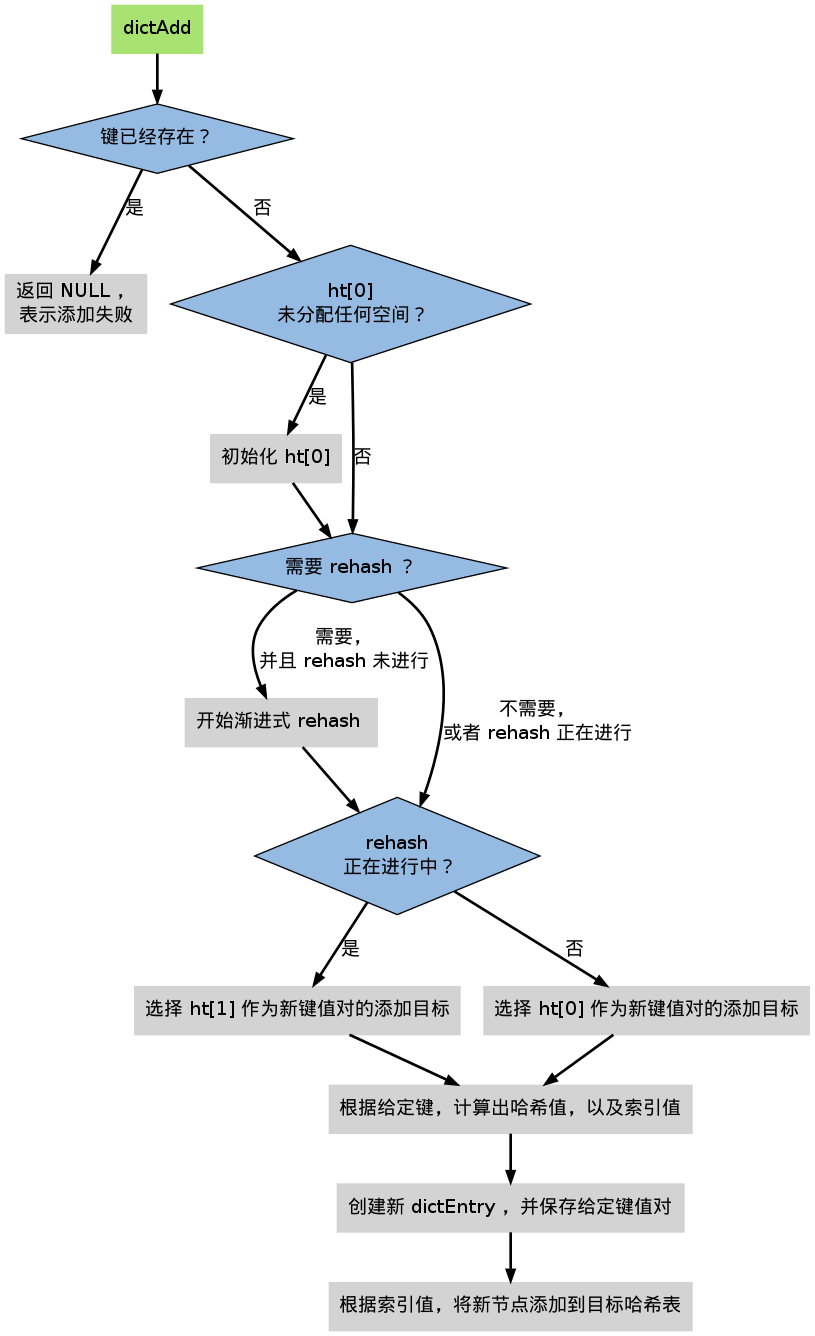 dictAdd
键已经存在？
是
否
返回 NULL ，
表示添加失败
ht[0]
未分配任何空间？
是
初始化 ht[0]
否
需要 rehash ？
需要，
并且 rehash 未进行
开始渐进式 rehash
不需要，
或者 rehash 正在进行
rehash
正在进行中？
是
否
选择 ht[1] 作为新键值对的添加目标
选择 ht[0] 作为新键值对的添加目标
根据给定键，计算出哈希值，以及索引值
创建新 dictEntry ，并保存给定键值对
根据索引值，将新节点添加到目标哈希表